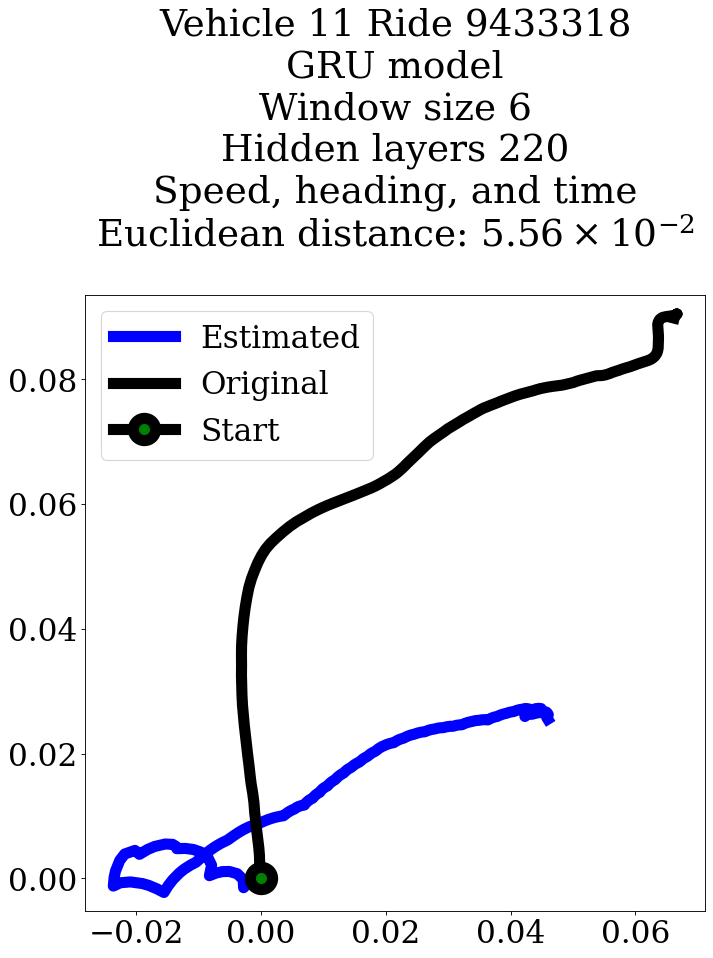 Vehicle 11 Ride 9433318
GRU model
Window size 6
Hidden layers 220
Speed, heading, and time
Euclidean distance: 5.56 × 10⁻²
Estimated
Original
Start
0.08
0.06
0.04
0.02
0.00
−0.02 0.00 0.02 0.04 0.06